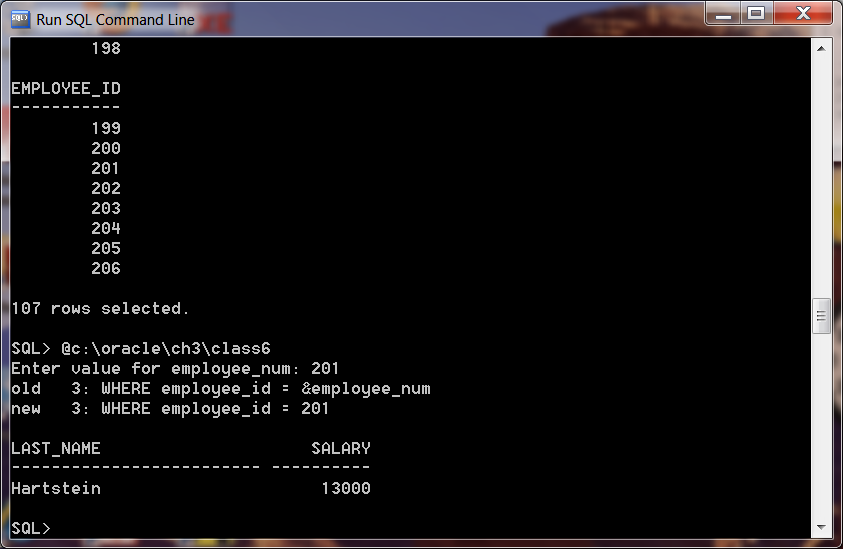 Run SQL Command Line
198
EMPLOYEE_ID
-----------
199
200
201
202
203
204
205
206
107 rows selected.
SQL> @c:\oracle\ch3\class6
Enter value for employee_num: 201
old   3: WHERE employee_id = &employee_num
new   3: WHERE employee_id = 201
LAST_NAME                     SALARY
------------------------- ----------
Hartstein                      13000
SQL>